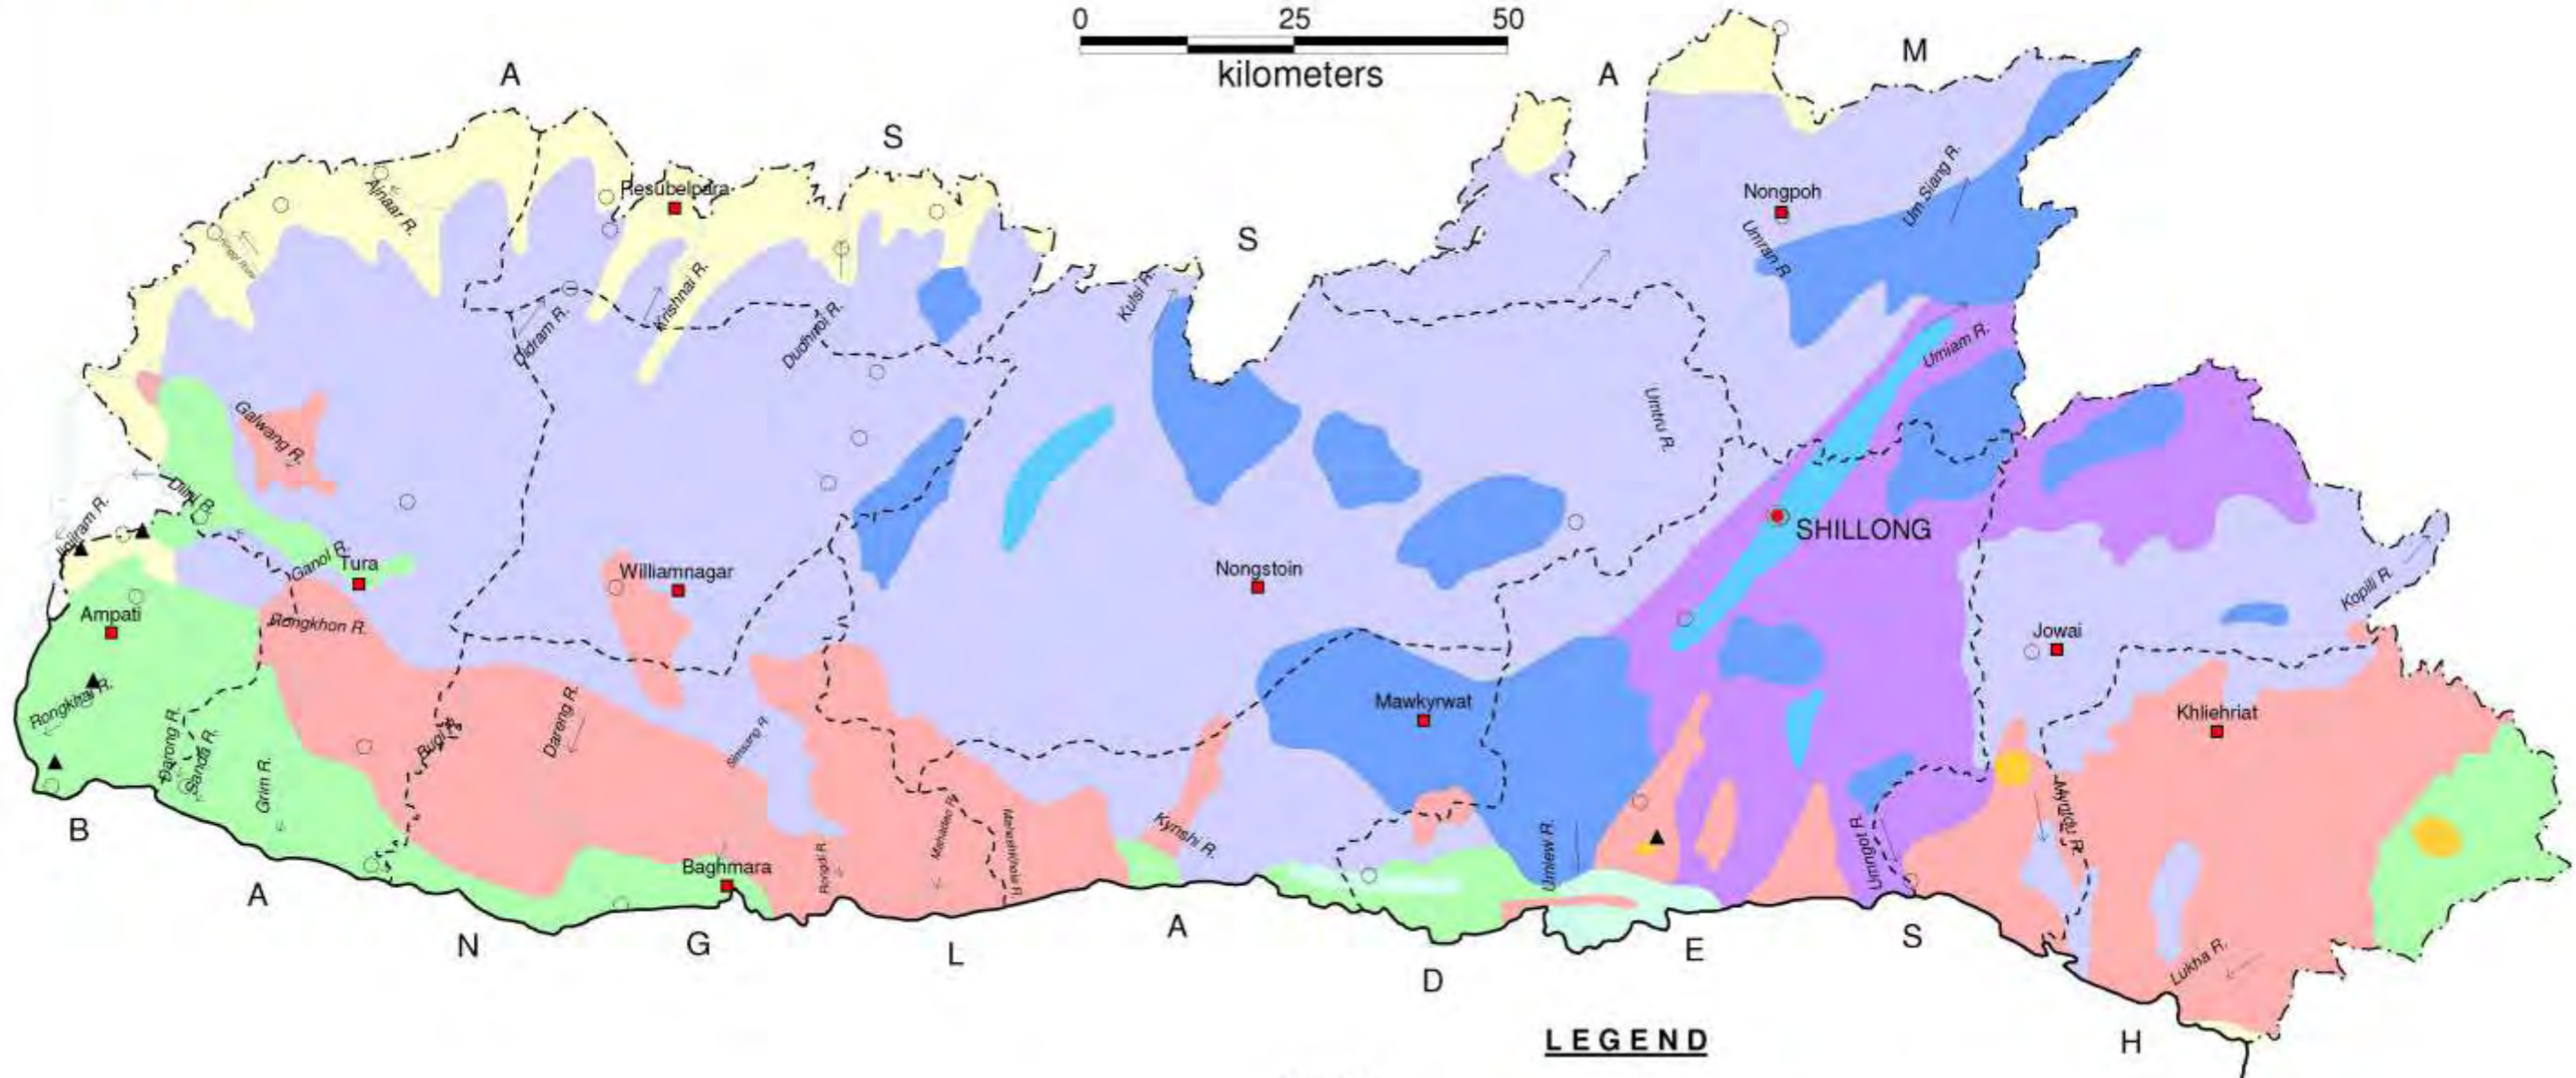 0 25 50
kilometers
A
M
A
S
S
Ajnaar R.
Resubelpara
Nongpoh
Um Siang R.
Umran R.
Krishnai R.
Kulsi R.
Didram R.
Dudhnoi R.
Umiam R.
Galwang R.
Umtru R.
Dilni R.
Jinjiram R.
SHILLONG
Ganol R.
Tura
Williamnagar
Nongstoin
Kopili R.
Ampati
Rongkhon R.
Jowai
Rongkhai R.
Mawkyrwat
Khliehriat
Darong R.
Sanda R.
Bugi R.
Dareng R.
Simsang R.
Grim R.
Kynshi R.
Umiew R.
Umngot R.
Myntdu R.
Baghmara
Rongdi R.
Mahadeo R.
Lukha R.
B
A
N
G
L
A
D
E
S
H
LEGEND